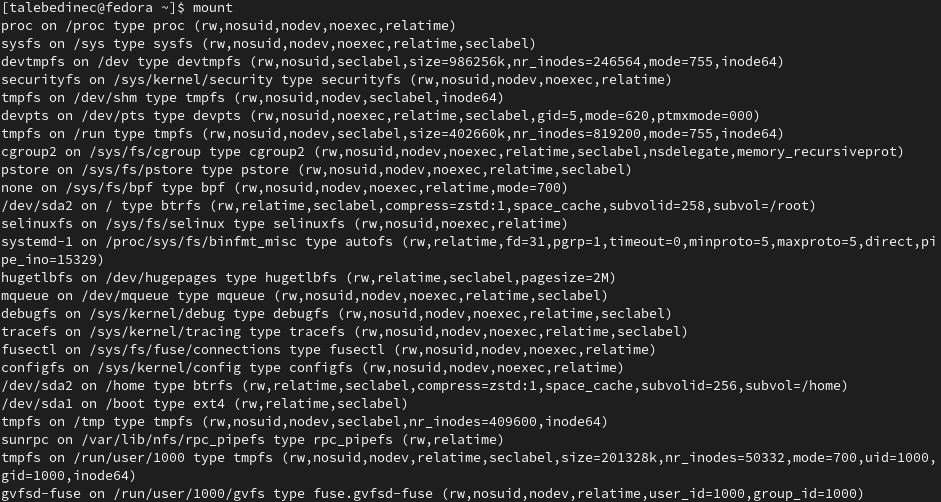 [talebedinec@fedora ~]$ mount
proc on /proc type proc (rw,nosuid,nodev,noexec,relatime)
sysfs on /sys type sysfs (rw,nosuid,nodev,noexec,relatime,seclabel)
devtmpfs on /dev type devtmpfs (rw,nosuid,seclabel,size=986256k,nr_inodes=246564,mode=755,inode64)
securityfs on /sys/kernel/security type securityfs (rw,nosuid,nodev,noexec,relatime)
tmpfs on /dev/shm type tmpfs (rw,nosuid,nodev,seclabel,inode64)
devpts on /dev/pts type devpts (rw,nosuid,noexec,relatime,seclabel,gid=5,mode=620,ptmxmode=000)
tmpfs on /run type tmpfs (rw,nosuid,nodev,seclabel,size=402660k,nr_inodes=819200,mode=755,inode64)
cgroup2 on /sys/fs/cgroup type cgroup2 (rw,nosuid,nodev,noexec,relatime,seclabel,nsdelegate,memory_recursiveprot)
pstore on /sys/fs/pstore type pstore (rw,nosuid,nodev,noexec,relatime,seclabel)
none on /sys/fs/bpf type bpf (rw,nosuid,nodev,noexec,relatime,mode=700)
/dev/sda2 on / type btrfs (rw,relatime,seclabel,compress=zstd:1,space_cache,subvolid=258,subvol=/root)
selinuxfs on /sys/fs/selinux type selinuxfs (rw,nosuid,noexec,relatime)
systemd-1 on /proc/sys/fs/binfmt_misc type autofs (rw,relatime,fd=31,pgrp=1,timeout=0,minproto=5,maxproto=5,direct,pi
pe_ino=15329)
hugetlbfs on /dev/hugepages type hugetlbfs (rw,relatime,seclabel,pagesize=2M)
mqueue on /dev/mqueue type mqueue (rw,nosuid,nodev,noexec,relatime,seclabel)
debugfs on /sys/kernel/debug type debugfs (rw,nosuid,nodev,noexec,relatime,seclabel)
tracefs on /sys/kernel/tracing type tracefs (rw,nosuid,nodev,noexec,relatime,seclabel)
fusectl on /sys/fs/fuse/connections type fusectl (rw,nosuid,nodev,noexec,relatime)
configfs on /sys/kernel/config type configfs (rw,nosuid,nodev,noexec,relatime)
/dev/sda2 on /home type btrfs (rw,relatime,seclabel,compress=zstd:1,space_cache,subvolid=256,subvol=/home)
/dev/sda1 on /boot type ext4 (rw,relatime,seclabel)
tmpfs on /tmp type tmpfs (rw,nosuid,nodev,seclabel,nr_inodes=409600,inode64)
sunrpc on /var/lib/nfs/rpc_pipefs type rpc_pipefs (rw,relatime)
tmpfs on /run/user/1000 type tmpfs (rw,nosuid,nodev,relatime,seclabel,size=201328k,nr_inodes=50332,mode=700,uid=1000,
gid=1000,inode64)
gvfsd-fuse on /run/user/1000/gvfs type fuse.gvfsd-fuse (rw,nosuid,nodev,relatime,user_id=1000,group_id=1000)